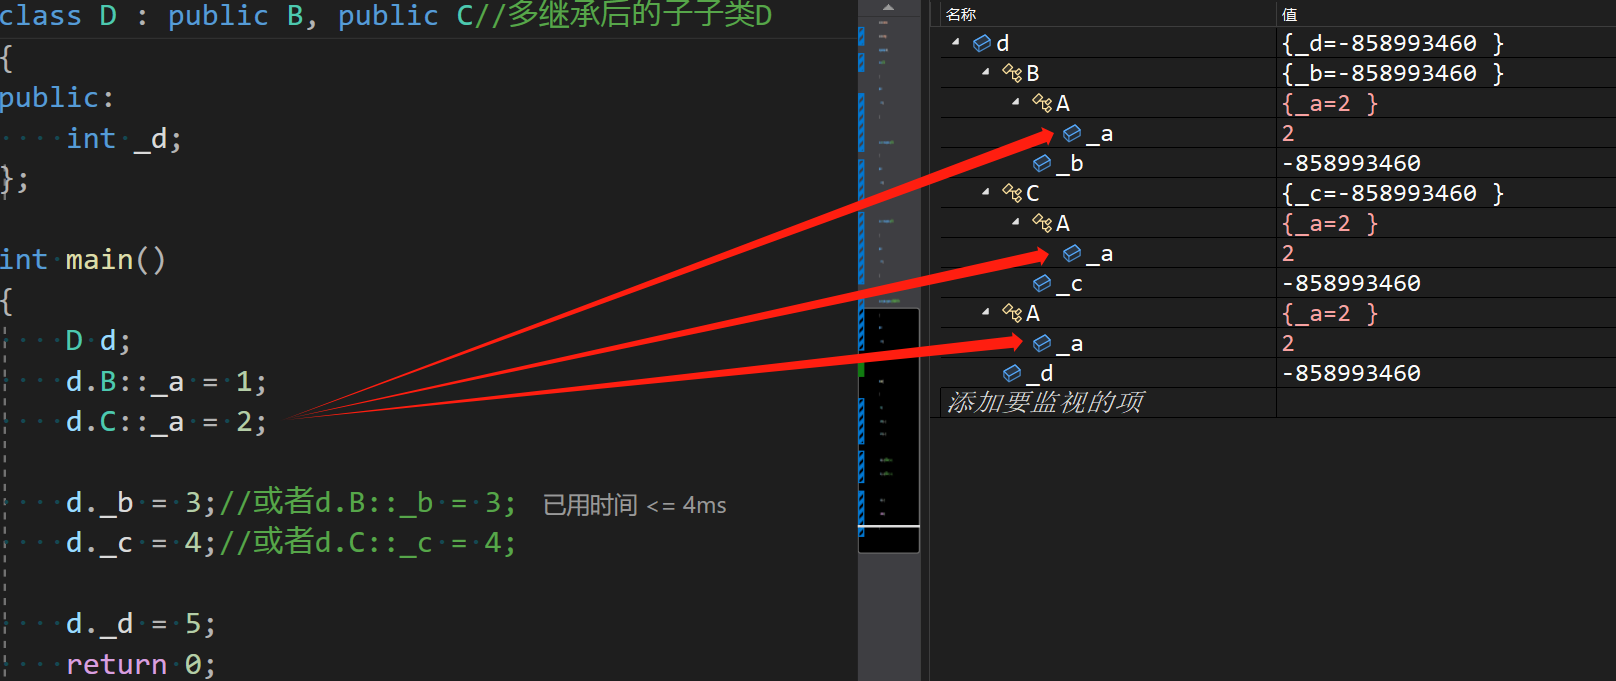 class D : public B, public C//多继承后的子子类D
{
public:
    int _d;
};
int main()
{
    D d;
    d.B::_a = 1;
    d.C::_a = 2;
    d._b = 3;//或者d.B::_b = 3; 已用时间 <= 4ms
    d._c = 4;//或者d.C::_c = 4;
    d._d = 5;
    return 0;
名称 值
d {_d=-858993460 }
B {_b=-858993460 }
A {_a=2 }
_a 2
_b -858993460
C {_c=-858993460 }
A {_a=2 }
_a 2
_c -858993460
A {_a=2 }
_a 2
_d -858993460
添加要监视的项